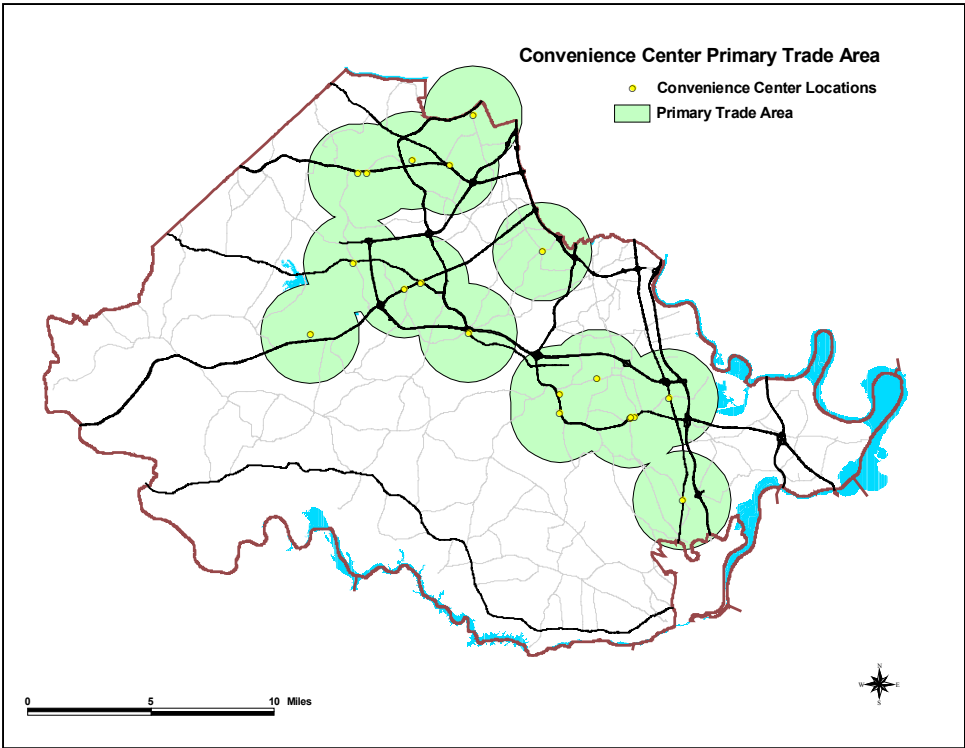 Convenience Center Primary Trade Area
Convenience Center Locations
Primary Trade Area
N
W E
S
0 5 10 Miles